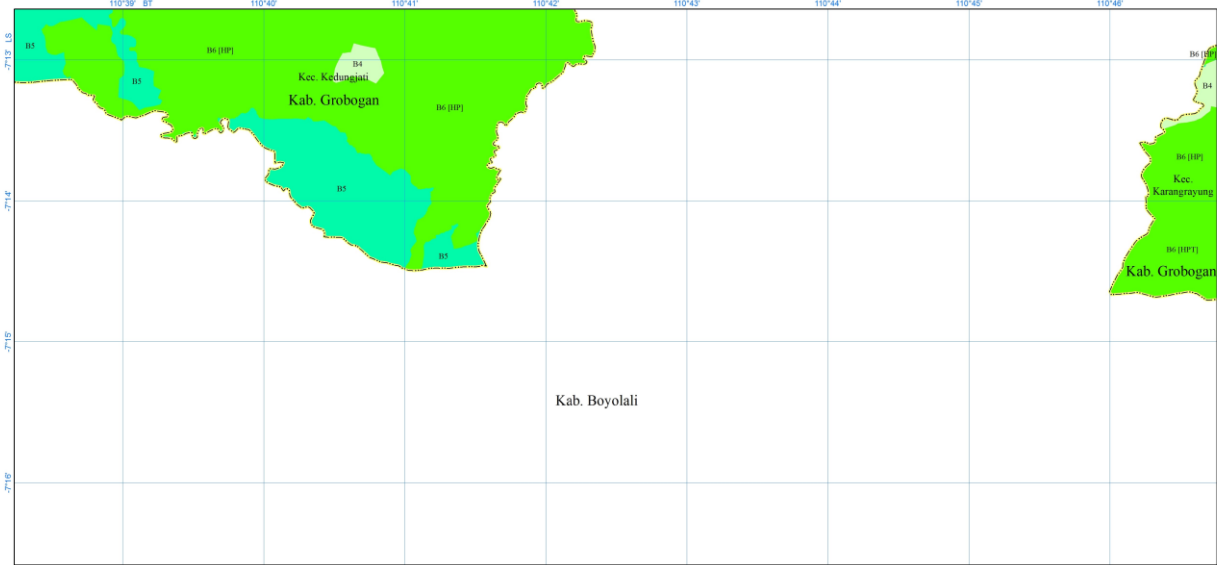 110°39' BT
110°40'
110°41'
110°42'
110°43'
110°44'
110°45'
110°46'
-7°13' LS
-7°14'
-7°15'
-7°16'
B5
B6 [HP]
B4
Kec. Kedungjati
B5
Kab. Grobogan
B6 [HP]
B5
B5
B6 [HP]
B4
B6 [HP]
Kec.
Karangrayung
B6 [HPT]
Kab. Grobogan
Kab. Boyolali